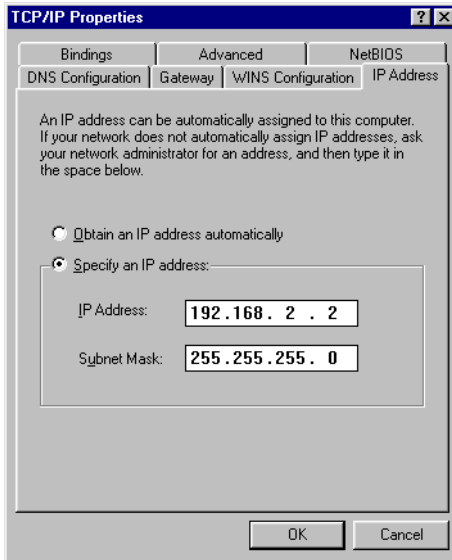 TCP/IP Properties
Bindings Advanced NetBIOS
DNS Configuration Gateway WINS Configuration IP Address
An IP address can be automatically assigned to this computer.
If your network does not automatically assign IP addresses, ask
your network administrator for an address, and then type it in
the space below.
Obtain an IP address automatically
Specify an IP address:
IP Address: 192.168. 2 . 2
Subnet Mask: 255.255.255. 0
OK Cancel